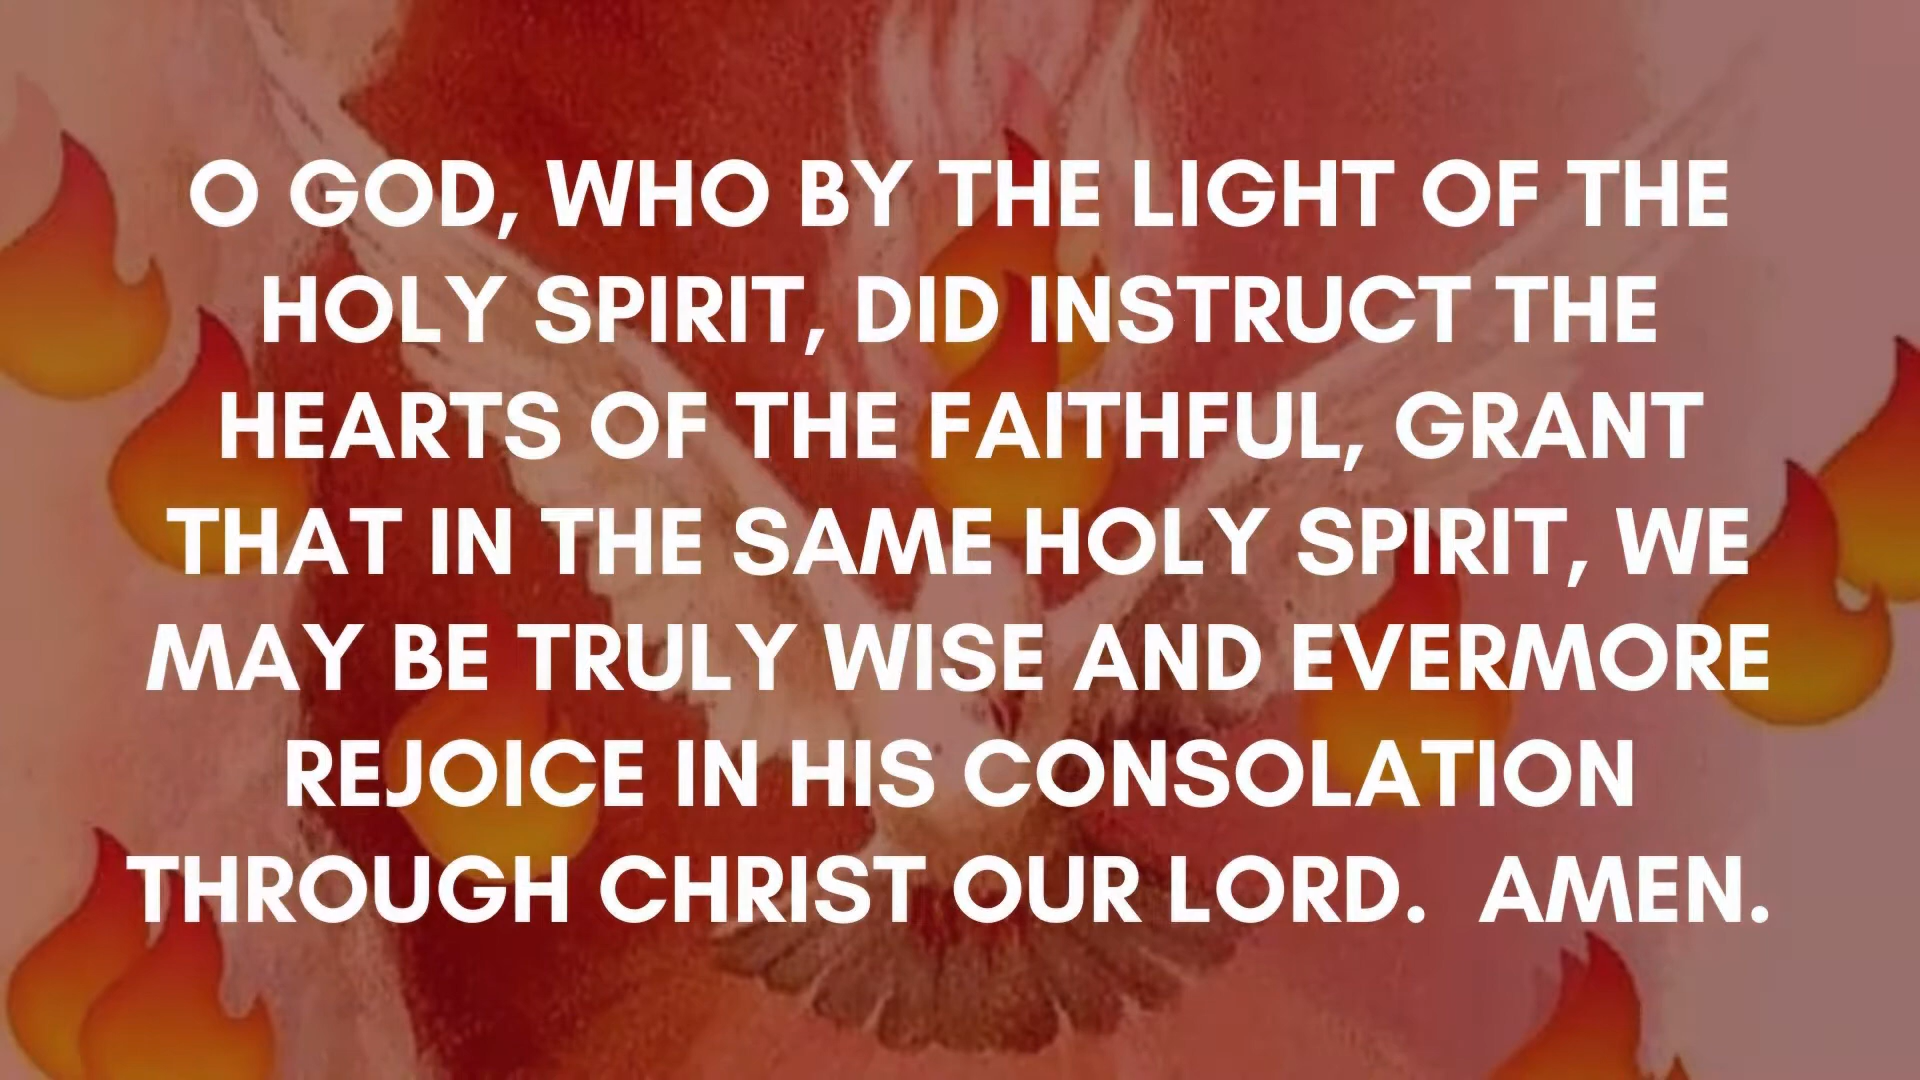 O GOD, WHO BY THE LIGHT OF THE
HOLY SPIRIT, DID INSTRUCT THE
HEARTS OF THE FAITHFUL, GRANT
THAT IN THE SAME HOLY SPIRIT, WE
MAY BE TRULY WISE AND EVERMORE
REJOICE IN HIS CONSOLATION
THROUGH CHRIST OUR LORD.  AMEN.